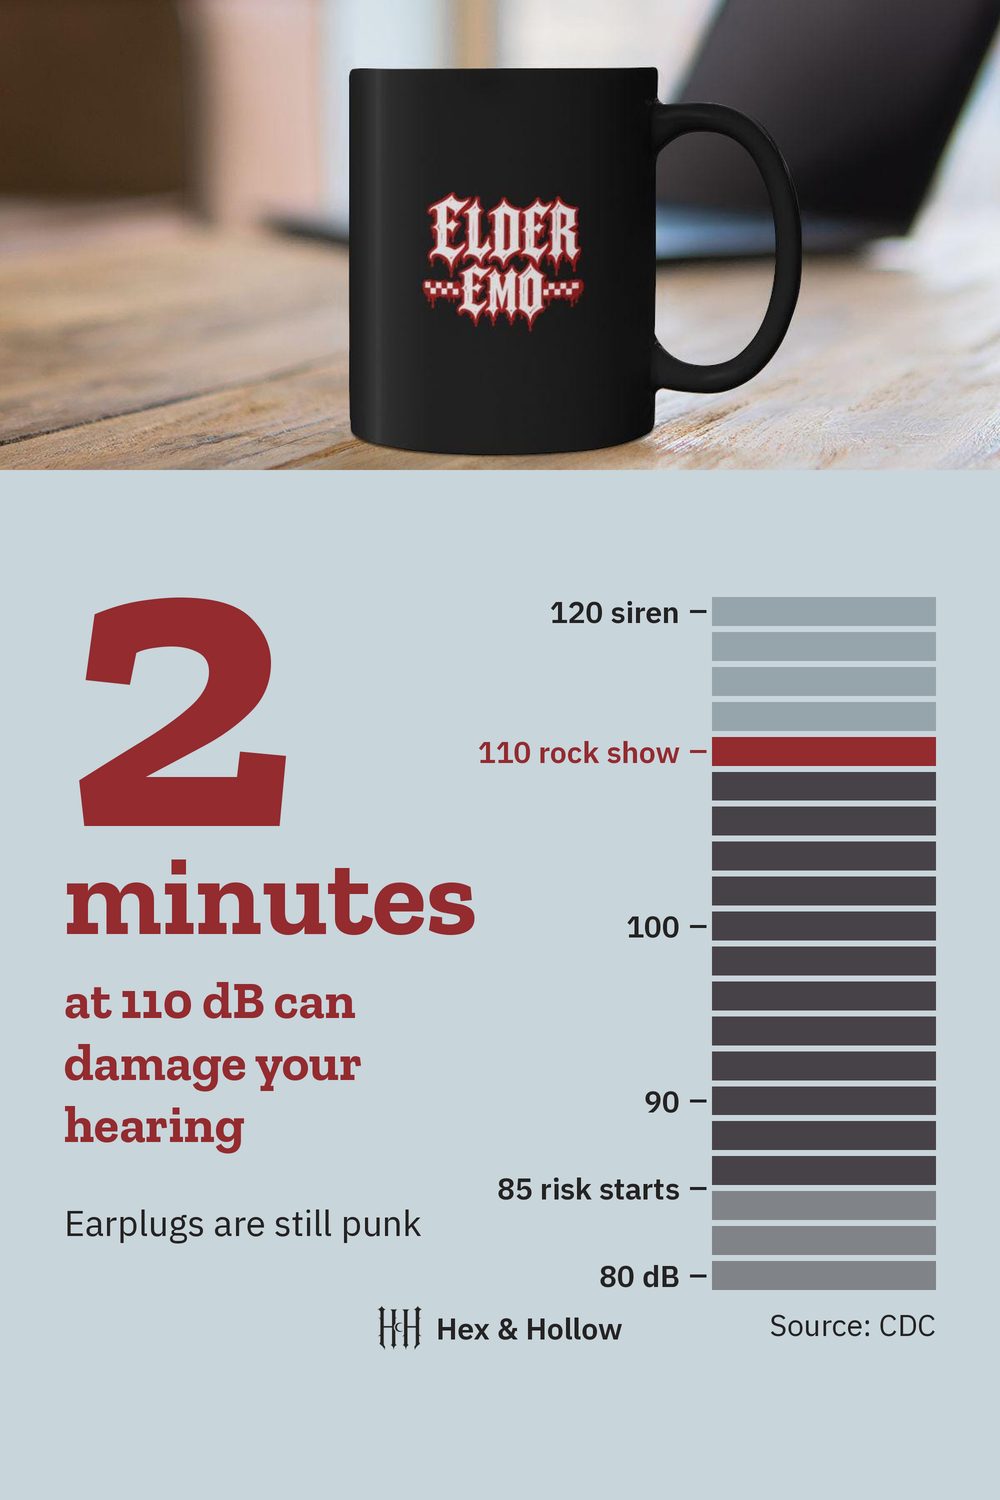 ELDER
EMO
2
minutes
at 110 dB can
damage your
hearing
Earplugs are still punk
120 siren
110 rock show
100
90
85 risk starts
80 dB
HH Hex & Hollow
Source: CDC